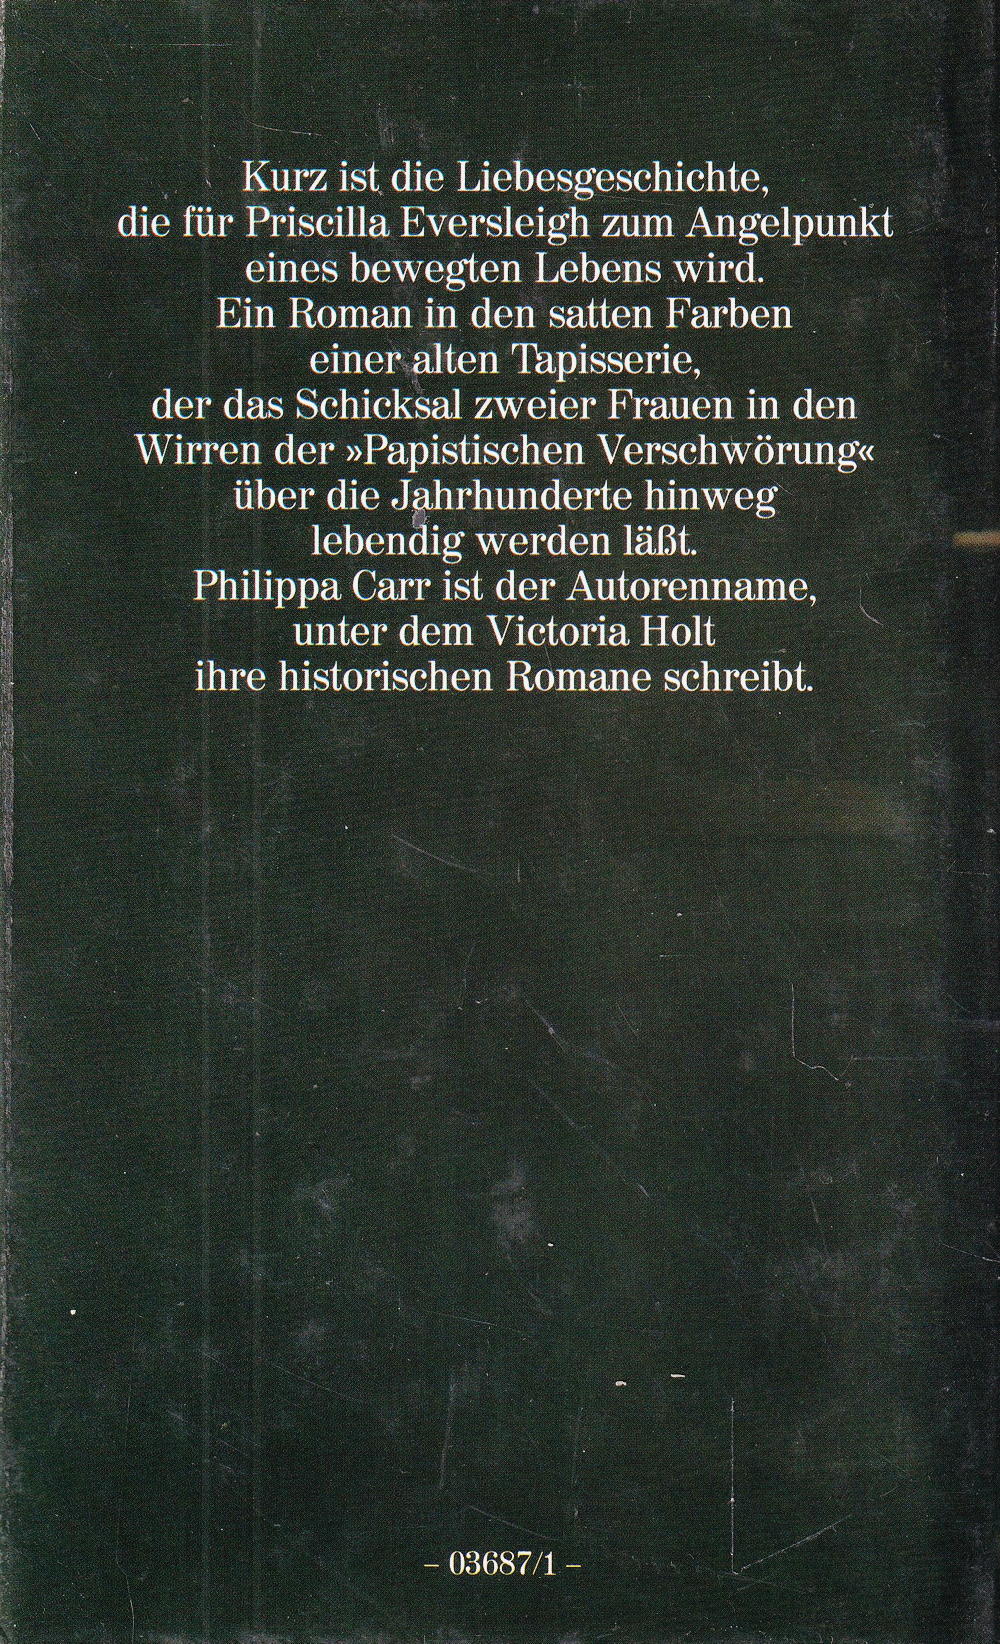 Kurz ist die Liebesgeschichte,
die für Priscilla Eversleigh zum Angelpunkt
eines bewegten Lebens wird.
Ein Roman in den satten Farben
einer alten Tapisserie,
der das Schicksal zweier Frauen in den
Wirren der »Papistischen Verschwörung«
über die Jahrhunderte hinweg
lebendig werden läßt.
Philippa Carr ist der Autorenname,
unter dem Victoria Holt
ihre historischen Romane schreibt.
– 03687/1 –